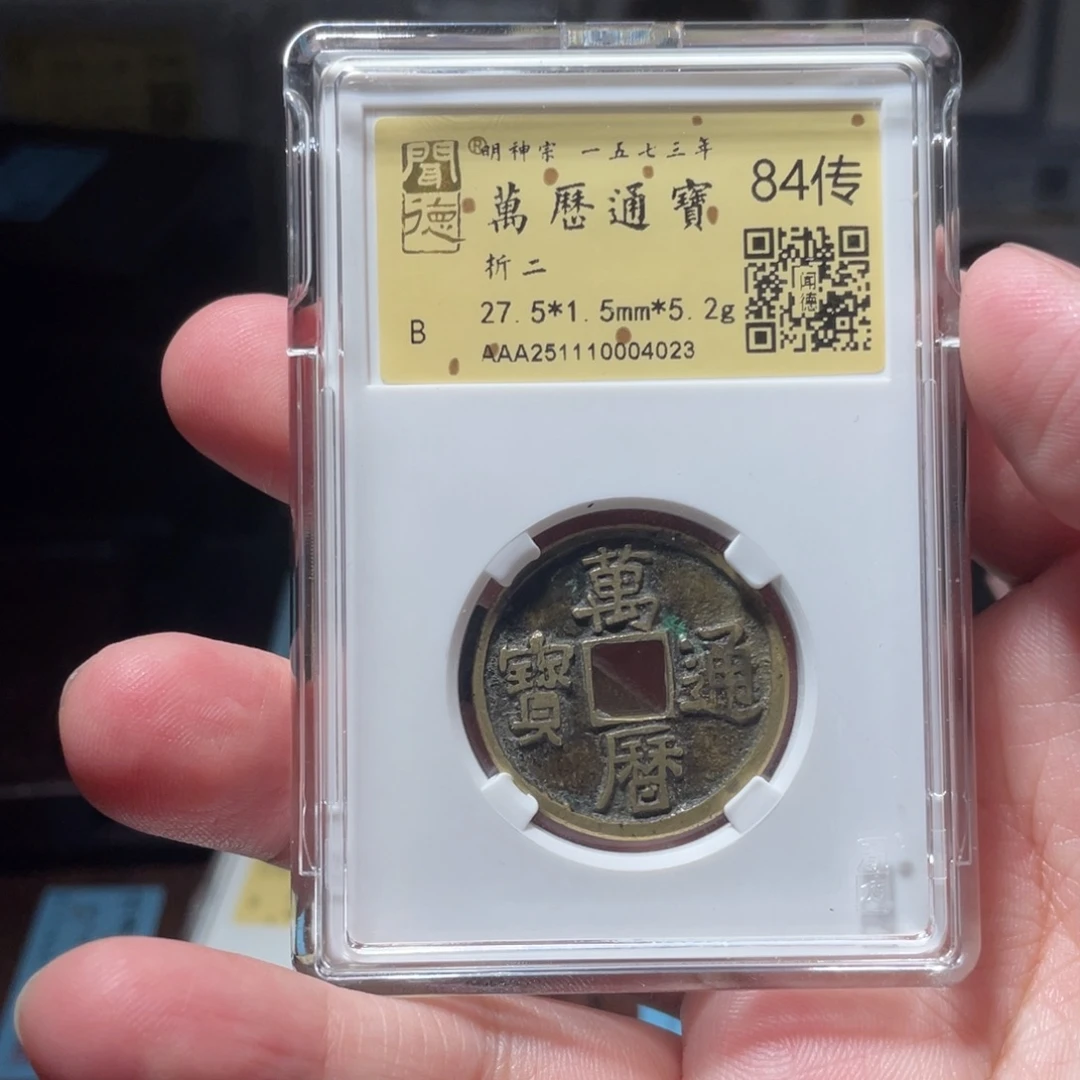 聞德®
明神宗 一五七三年
萬曆通寶
84传
折二
27.5*1.5mm*5.2g
B
AAA251110004023
闻德
萬曆通寶